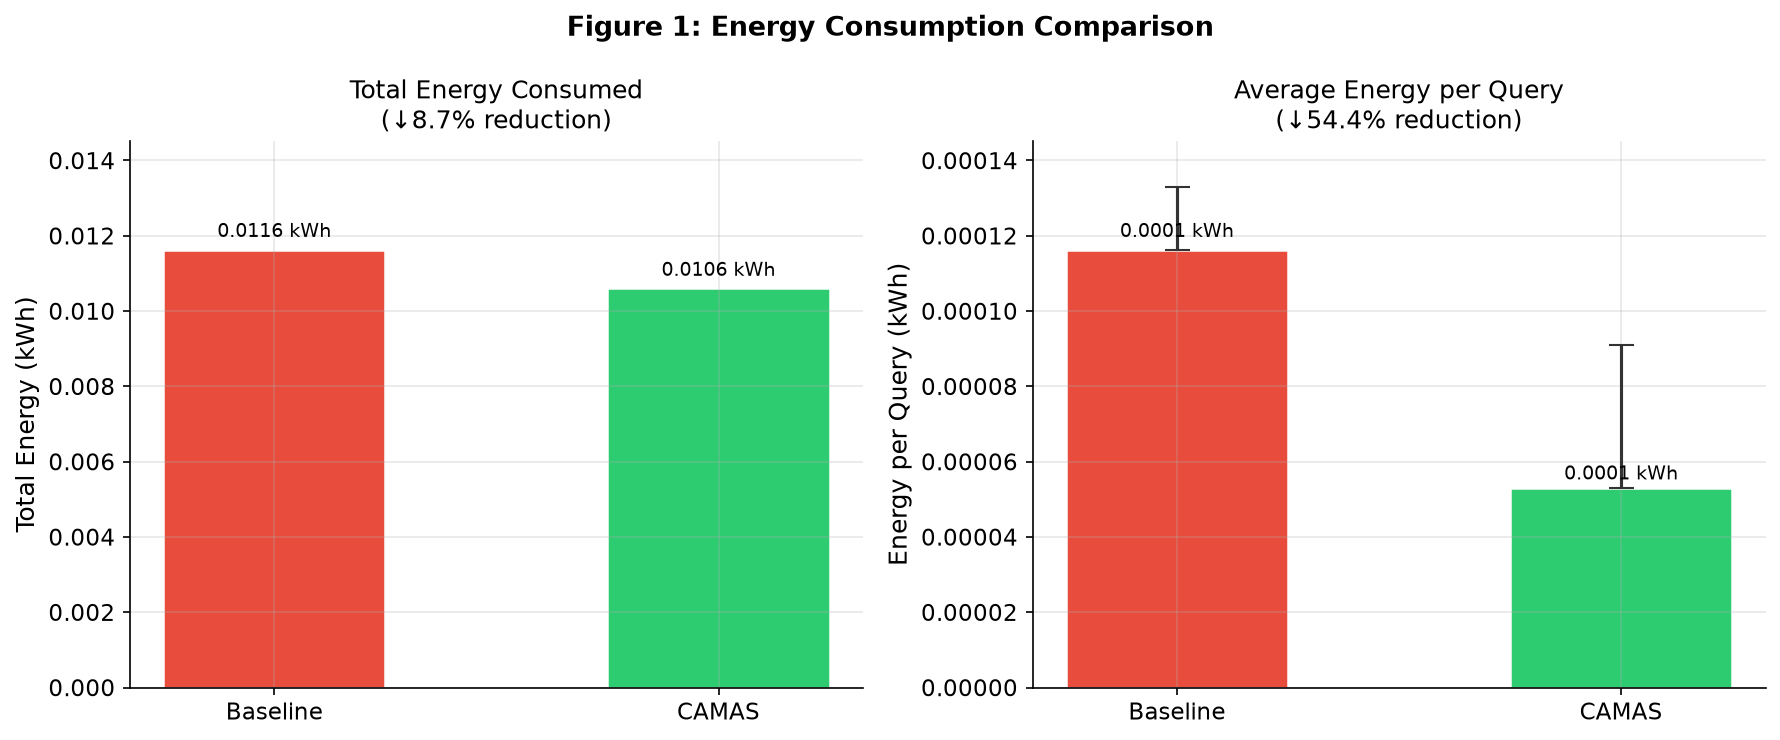 Figure 1: Energy Consumption Comparison
Total Energy Consumed
(↓8.7% reduction)
Total Energy (kWh)
0.014
0.012
0.010
0.008
0.006
0.004
0.002
0.000
0.0116 kWh
0.0106 kWh
Baseline
CAMAS
Average Energy per Query
(↓54.4% reduction)
Energy per Query (kWh)
0.00014
0.00012
0.00010
0.00008
0.00006
0.00004
0.00002
0.00000
0.0001 kWh
0.0001 kWh
Baseline
CAMAS